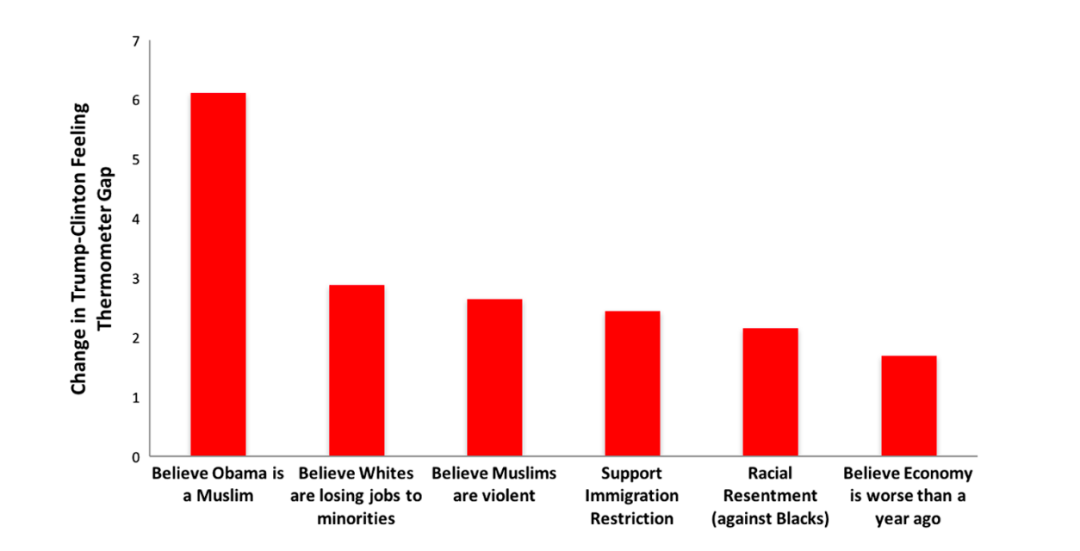 Change in Trump-Clinton Feeling
Thermometer Gap
7
6
5
4
3
2
1
0
Believe Obama is
a Muslim
Believe Whites
are losing jobs to
minorities
Believe Muslims
are violent
Support
Immigration
Restriction
Racial
Resentment
(against Blacks)
Believe Economy
is worse than a
year ago